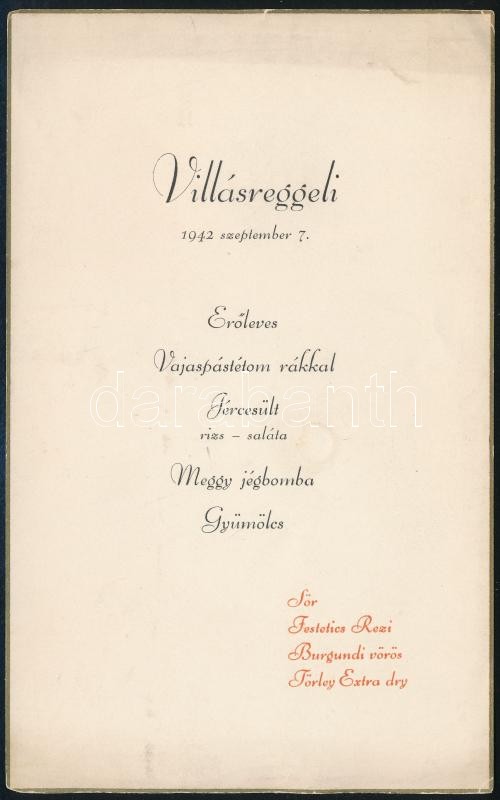 Villásreggeli
1942 szeptember 7.
Erőleves
Vajaspástétom rákkal
Jércesült
rizs – saláta
Meggy jégbomba
Gyümölcs
Sör
Festetics Rezi
Burgundi vörös
Törley Extra dry
darabanth